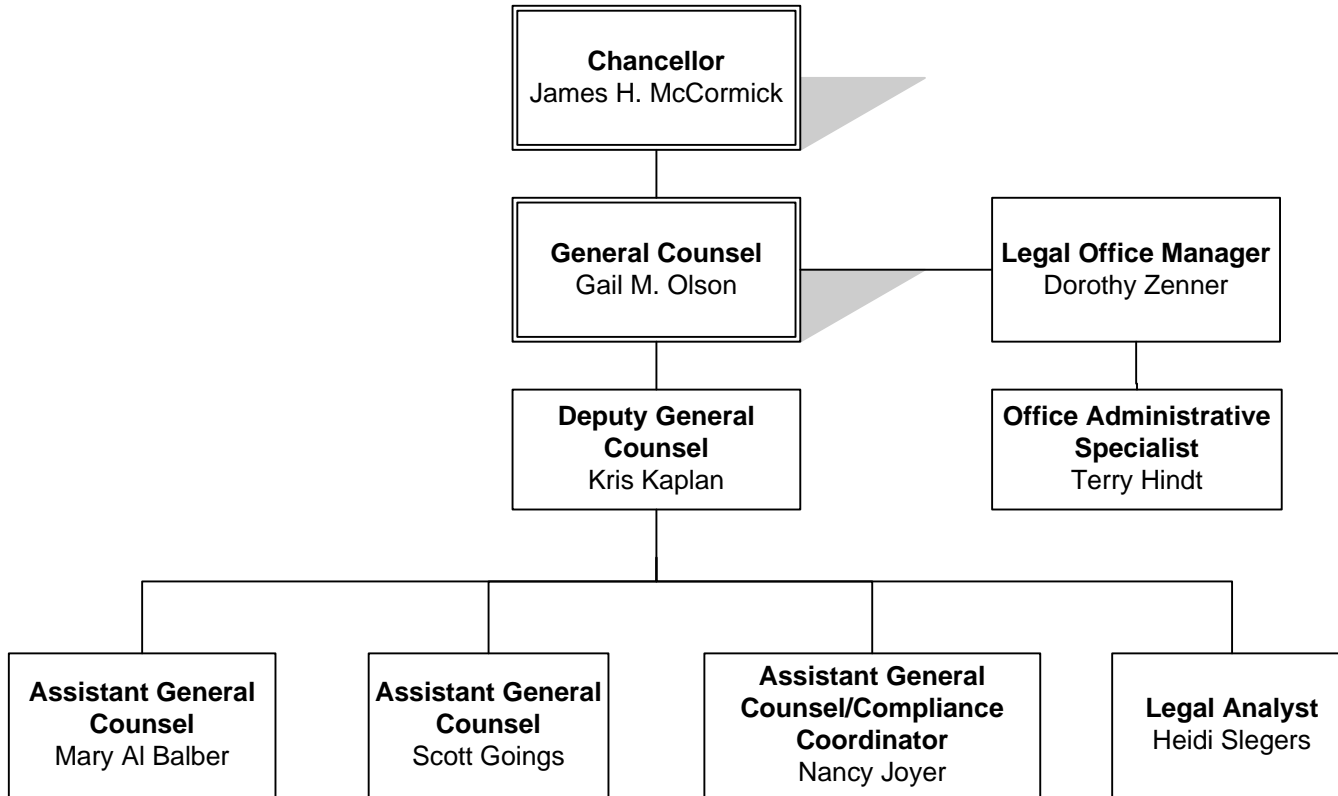 Chancellor
James H. McCormick
General Counsel
Gail M. Olson
Legal Office Manager
Dorothy Zenner
Deputy General
Counsel
Kris Kaplan
Office Administrative
Specialist
Terry Hindt
Assistant General
Counsel
Mary Al Balber
Assistant General
Counsel
Scott Goings
Assistant General
Counsel/Compliance
Coordinator
Nancy Joyer
Legal Analyst
Heidi Slegers